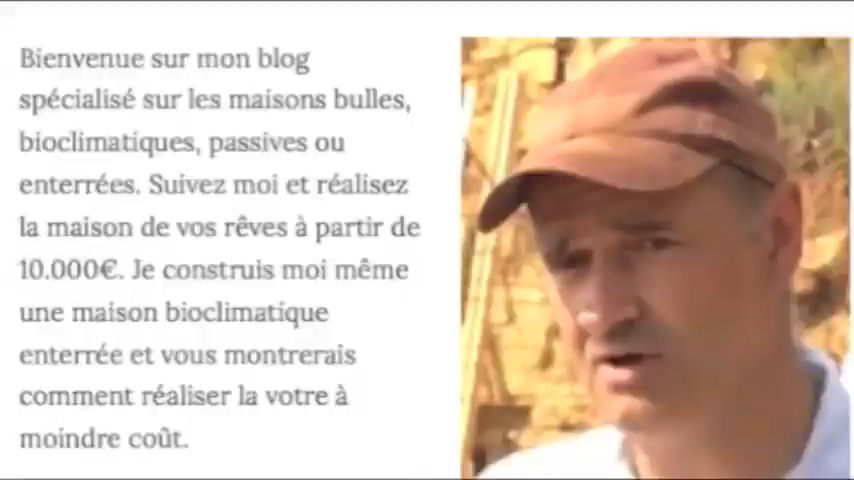 Bienvenue sur mon blog
spécialisé sur les maisons bulles,
bioclimatiques, passives ou
enterrées. Suivez moi et réalisez
la maison de vos rêves à partir de
10.000€. Je construis moi même
une maison bioclimatique
enterrée et vous montrerais
comment réaliser la votre à
moindre coût.